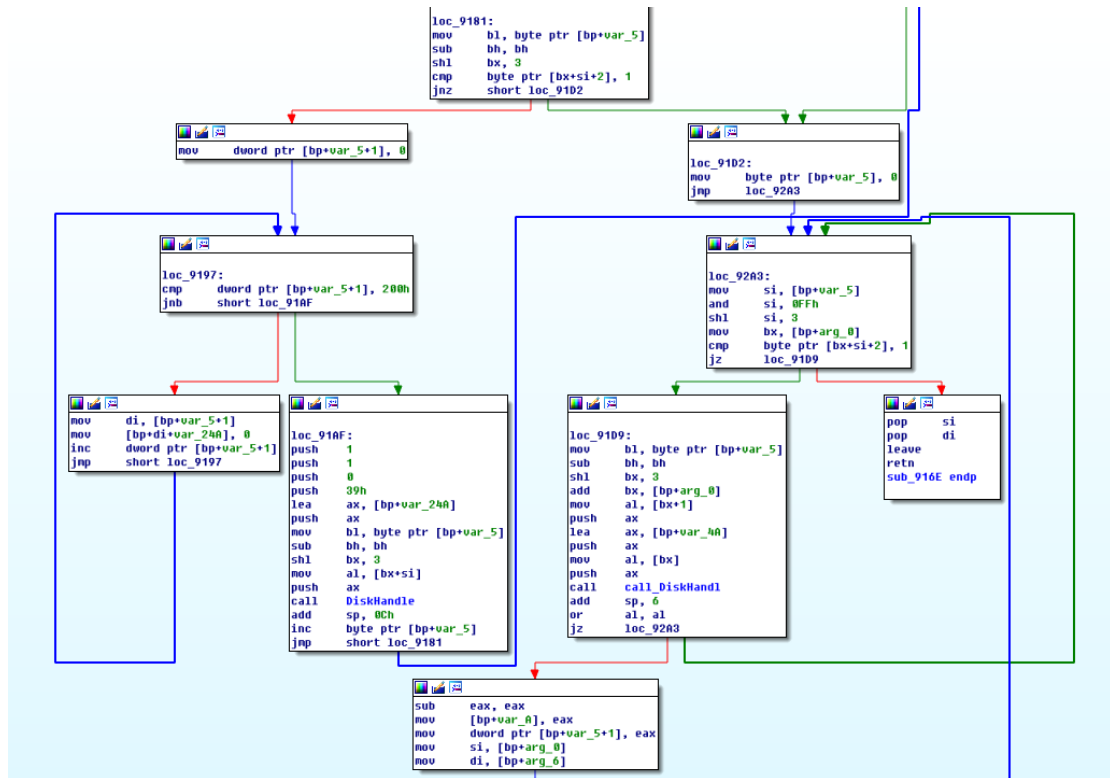 loc_9181:
mov bl, byte ptr [bp+var_5]
sub bh, bh
shl bx, 3
cmp byte ptr [bx+si+2], 1
jnz short loc_91D2
mov dword ptr [bp+var_5+1], 0
loc_91D2:
mov byte ptr [bp+var_5], 0
jmp loc_92A3
loc_9197:
cmp dword ptr [bp+var_5+1], 200h
jnb short loc_91AF
loc_92A3:
mov si, [bp+var_5]
and si, 0FFh
shl si, 3
mov bx, [bp+arg_0]
cmp byte ptr [bx+si+2], 1
jz loc_91D9
mov di, [bp+var_5+1]
mov [bp+di+var_24A], 0
inc dword ptr [bp+var_5+1]
jmp short loc_9197
loc_91AF:
push 1
push 1
push 0
push 39h
lea ax, [bp+var_24A]
push ax
mov bl, byte ptr [bp+var_5]
sub bh, bh
shl bx, 3
mov al, [bx+si]
push ax
call DiskHandle
add sp, 0Ch
inc byte ptr [bp+var_5]
jmp short loc_9181
loc_91D9:
mov bl, byte ptr [bp+var_5]
sub bh, bh
shl bx, 3
add bx, [bp+arg_0]
mov al, [bx+1]
push ax
lea ax, [bp+var_4A]
push ax
mov al, [bx]
push ax
call call_DiskHandl
add sp, 6
or al, al
jz loc_92A3
pop si
pop di
leave
retn
sub_916E endp
sub eax, eax
mov [bp+var_A], eax
mov dword ptr [bp+var_5+1], eax
mov si, [bp+arg_0]
mov di, [bp+arg_6]